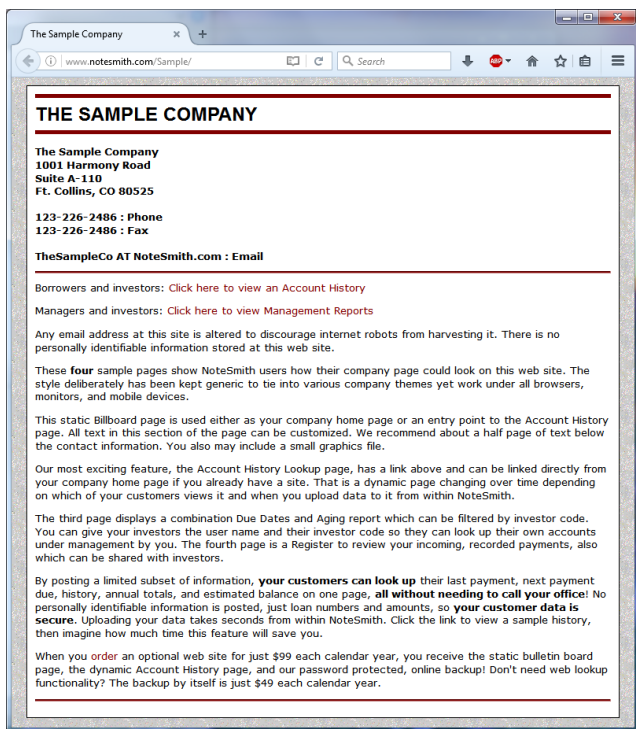 The Sample Company
www.notesmith.com/Sample/
Search
ABP
THE SAMPLE COMPANY
The Sample Company
1001 Harmony Road
Suite A-110
Ft. Collins, CO 80525
123-226-2486 : Phone
123-226-2486 : Fax
TheSampleCo AT NoteSmith.com : Email
Borrowers and investors: Click here to view an Account History
Managers and investors: Click here to view Management Reports
Any email address at this site is altered to discourage internet robots from harvesting it. There is no
personally identifiable information stored at this web site.
These four sample pages show NoteSmith users how their company page could look on this web site. The
style deliberately has been kept generic to tie into various company themes yet work under all browsers,
monitors, and mobile devices.
This static Billboard page is used either as your company home page or an entry point to the Account History
page. All text in this section of the page can be customized. We recommend about a half page of text below
the contact information. You also may include a small graphics file.
Our most exciting feature, the Account History Lookup page, has a link above and can be linked directly from
your company home page if you already have a site. That is a dynamic page changing over time depending
on which of your customers views it and when you upload data to it from within NoteSmith.
The third page displays a combination Due Dates and Aging report which can be filtered by investor code.
You can give your investors the user name and their investor code so they can look up their own accounts
under management by you. The fourth page is a Register to review your incoming, recorded payments, also
which can be shared with investors.
By posting a limited subset of information, your customers can look up their last payment, next payment
due, history, annual totals, and estimated balance on one page, all without needing to call your office! No
personally identifiable information is posted, just loan numbers and amounts, so your customer data is
secure. Uploading your data takes seconds from within NoteSmith. Click the link to view a sample history,
then imagine how much time this feature will save you.
When you order an optional web site for just $99 each calendar year, you receive the static bulletin board
page, the dynamic Account History page, and our password protected, online backup! Don't need web lookup
functionality? The backup by itself is just $49 each calendar year.